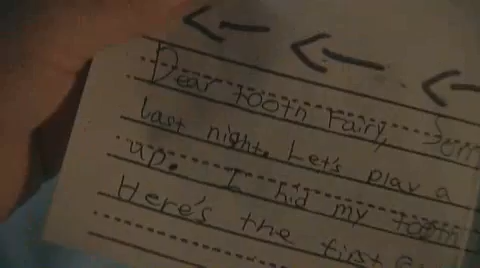 Dear Tooth Fairy,
last night. Let's play a
up. I hid my tooth
Here's the first